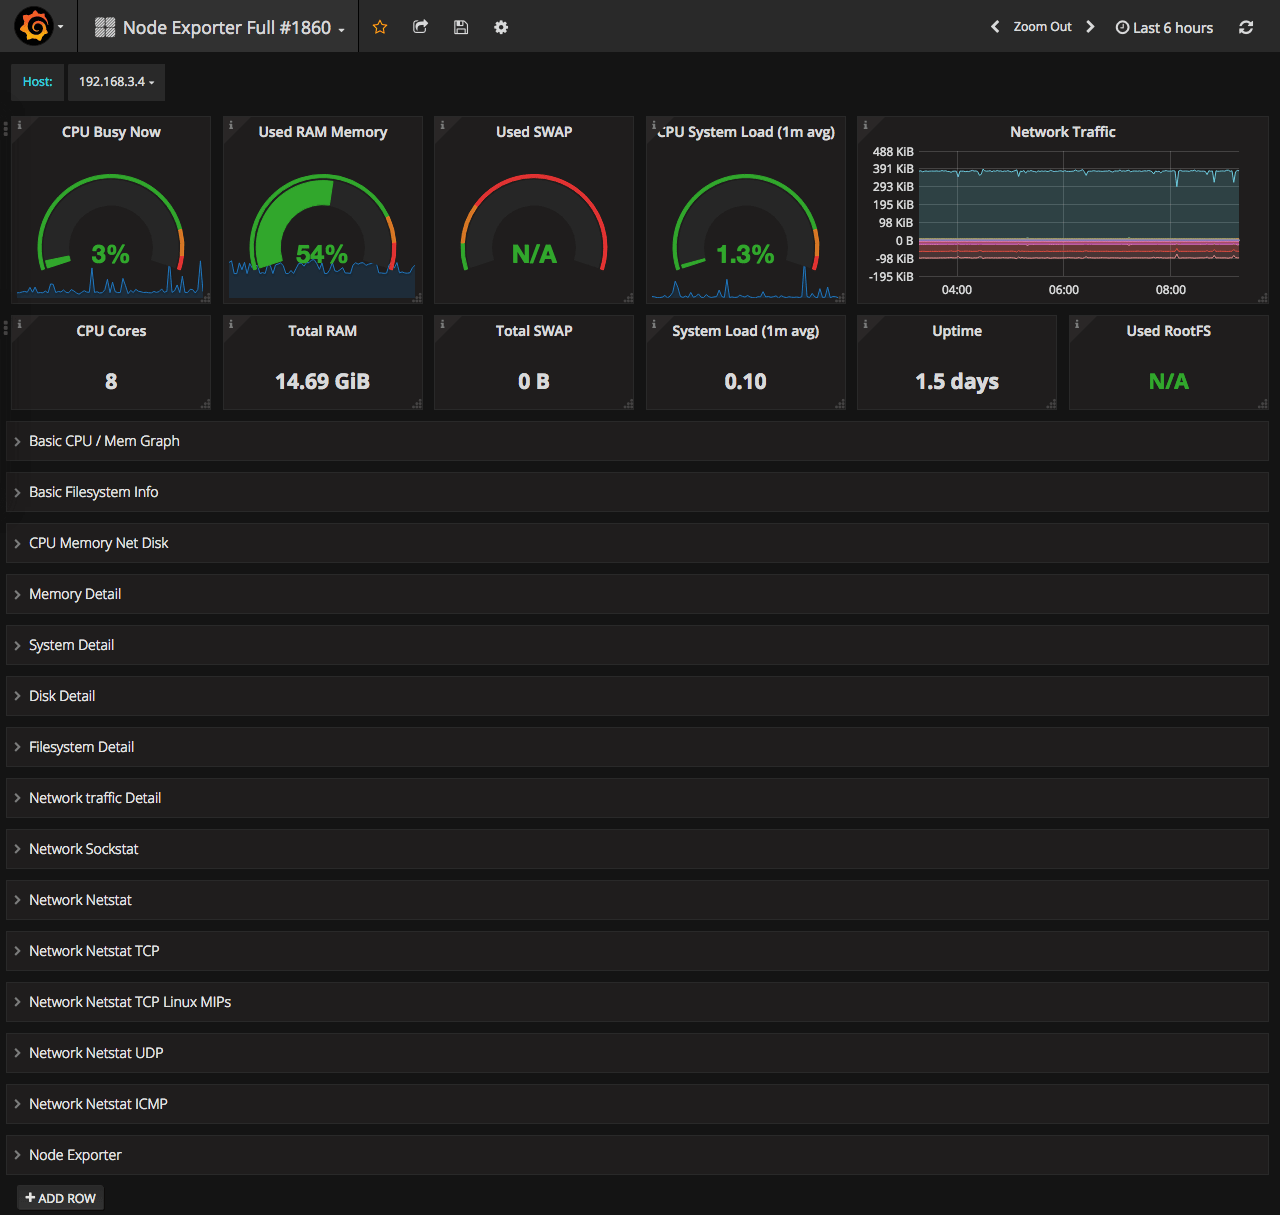 Node Exporter Full #1860
Zoom Out
Last 6 hours
Host:
192.168.3.4
CPU Busy Now
3%
Used RAM Memory
54%
Used SWAP
N/A
CPU System Load (1m avg)
1.3%
Network Traffic
488 KiB
391 KiB
293 KiB
195 KiB
98 KiB
0 B
-98 KiB
-195 KiB
04:00
06:00
08:00
CPU Cores
8
Total RAM
14.69 GiB
Total SWAP
0 B
System Load (1m avg)
0.10
Uptime
1.5 days
Used RootFS
N/A
Basic CPU / Mem Graph
Basic Filesystem Info
CPU Memory Net Disk
Memory Detail
System Detail
Disk Detail
Filesystem Detail
Network traffic Detail
Network Sockstat
Network Netstat
Network Netstat TCP
Network Netstat TCP Linux MIPs
Network Netstat UDP
Network Netstat ICMP
Node Exporter
+ ADD ROW